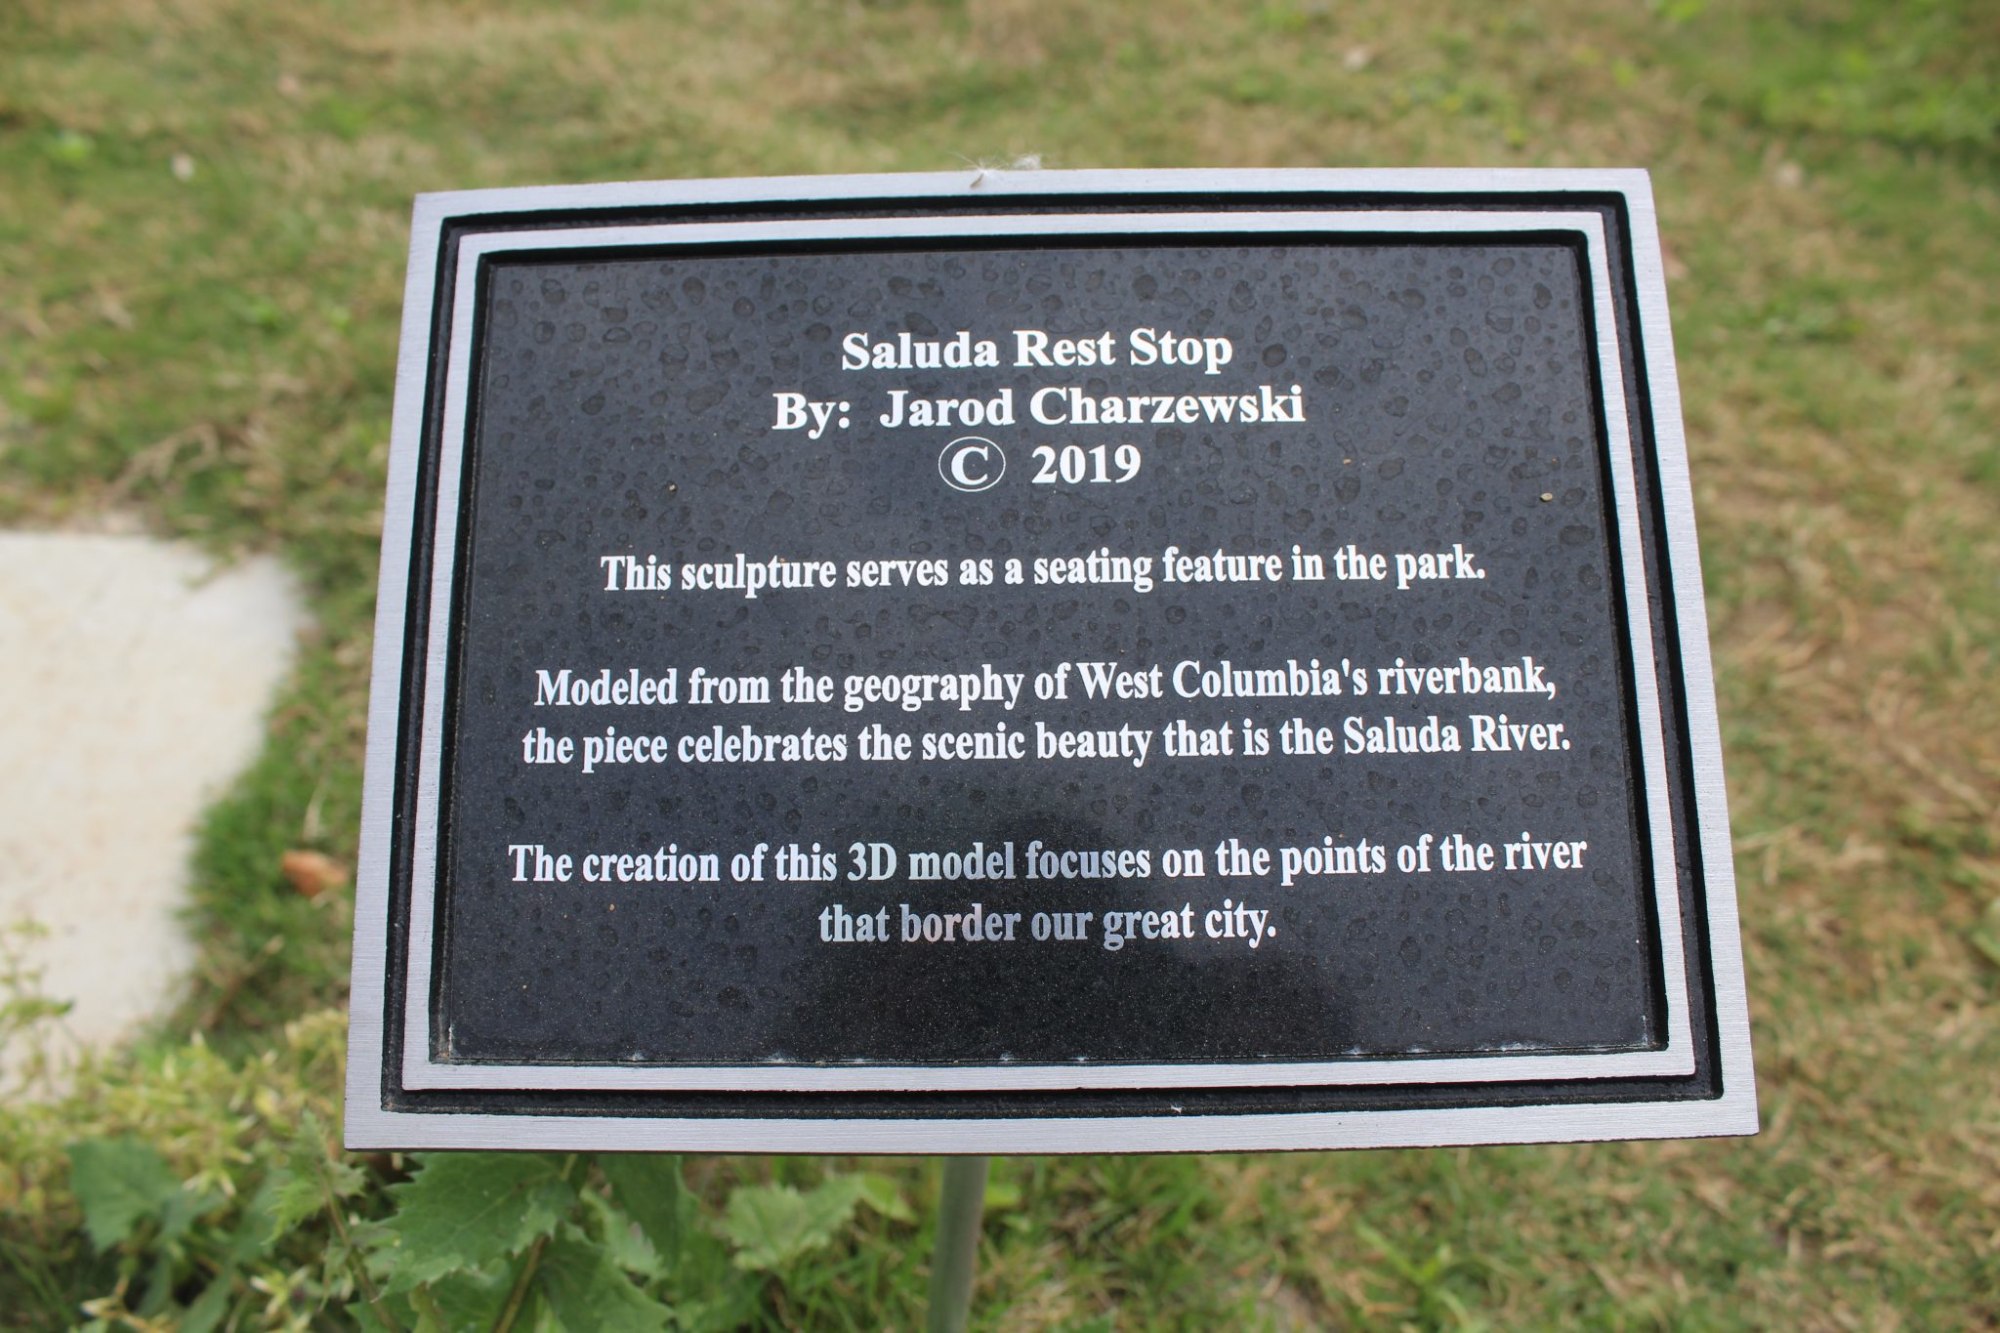 Saluda Rest Stop
By: Jarod Charzewski
© 2019
This sculpture serves as a seating feature in the park.
Modeled from the geography of West Columbia's riverbank,
the piece celebrates the scenic beauty that is the Saluda River.
The creation of this 3D model focuses on the points of the river
that border our great city.